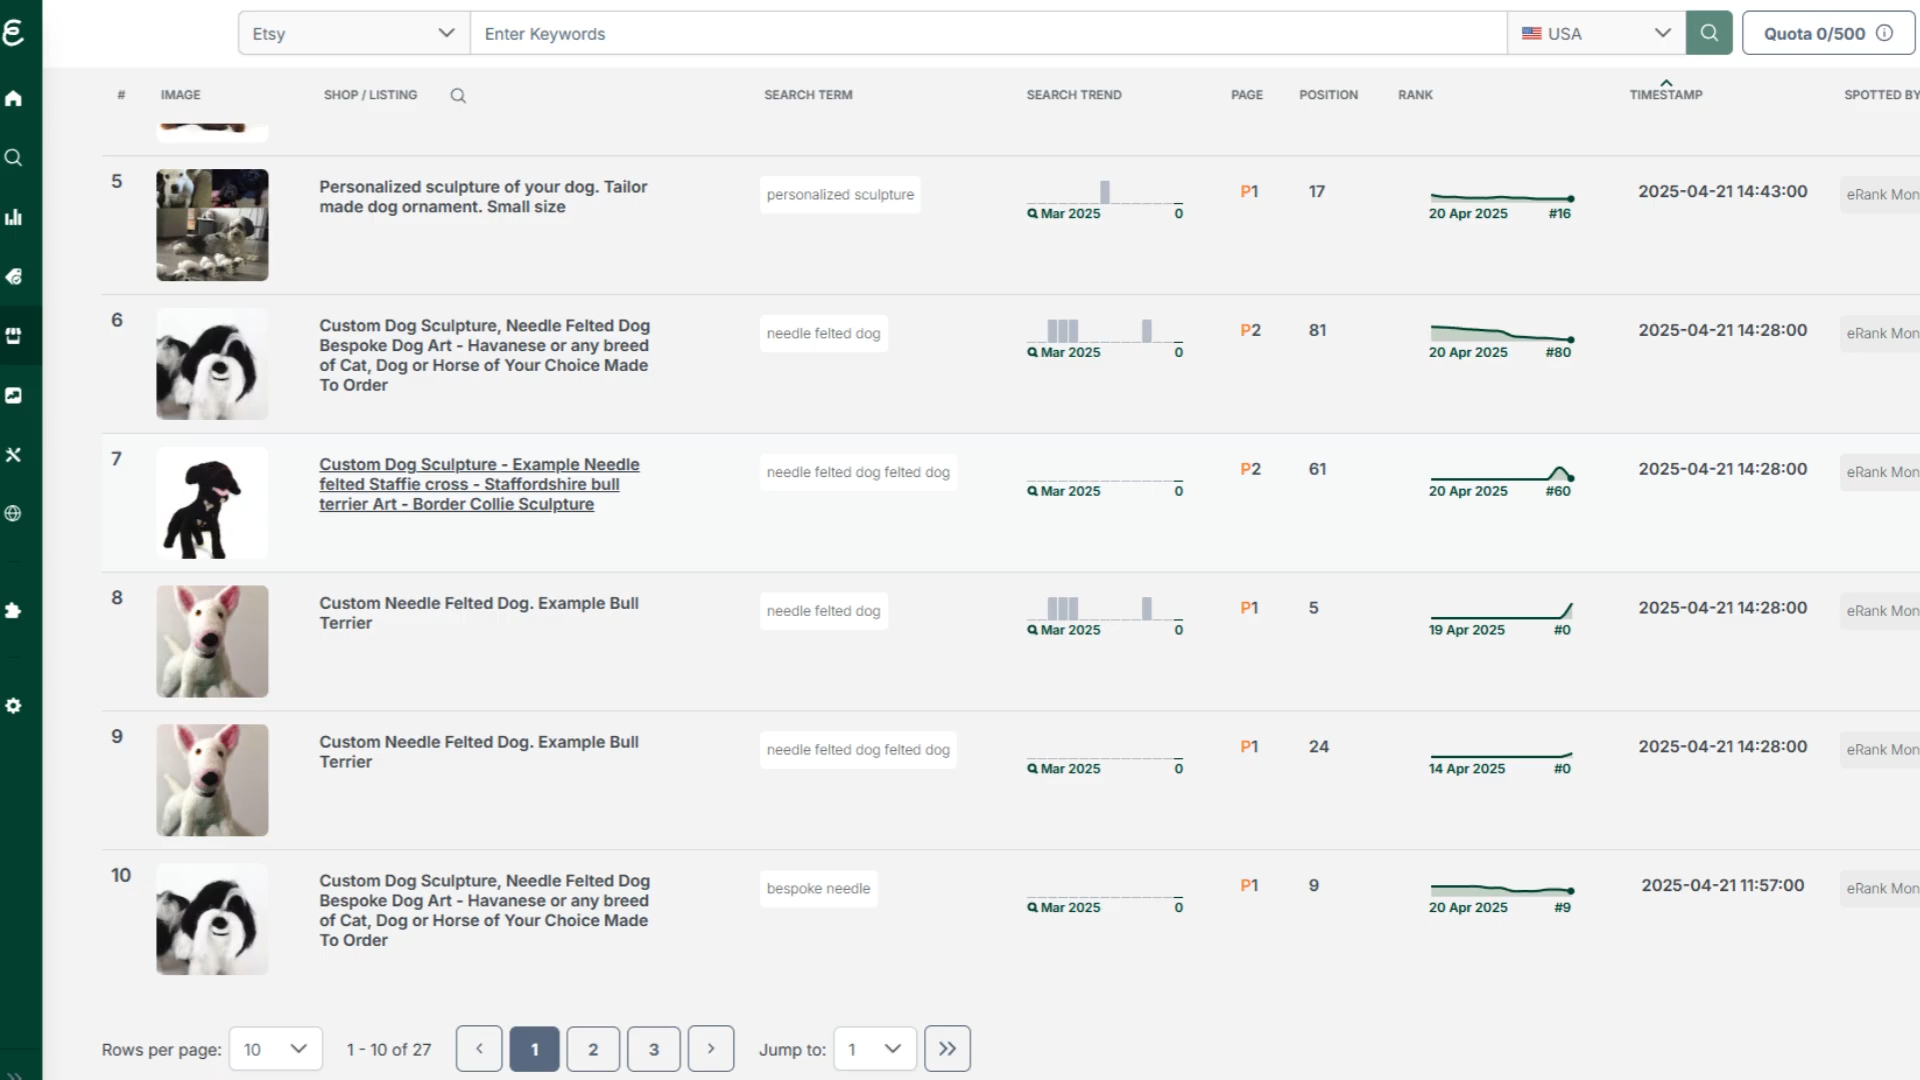 Etsy
Enter Keywords
USA
Quota 0/500
# IMAGE SHOP / LISTING SEARCH TERM SEARCH TREND PAGE POSITION RANK TIMESTAMP SPOTTED BY
5
Personalized sculpture of your dog. Tailor
made dog ornament. Small size
personalized sculpture
Mar 2025 0
P1
17
20 Apr 2025 #16
2025-04-21 14:43:00
eRank Mon
6
Custom Dog Sculpture, Needle Felted Dog
Bespoke Dog Art - Havanese or any breed
of Cat, Dog or Horse of Your Choice Made
To Order
needle felted dog
Mar 2025 0
P2
81
20 Apr 2025 #80
2025-04-21 14:28:00
eRank Mon
7
Custom Dog Sculpture - Example Needle
felted Staffie cross - Staffordshire bull
terrier Art - Border Collie Sculpture
needle felted dog felted dog
Mar 2025 0
P2
61
20 Apr 2025 #60
2025-04-21 14:28:00
eRank Mon
8
Custom Needle Felted Dog. Example Bull
Terrier
needle felted dog
Mar 2025 0
P1
5
19 Apr 2025 #0
2025-04-21 14:28:00
eRank Mon
9
Custom Needle Felted Dog. Example Bull
Terrier
needle felted dog felted dog
Mar 2025 0
P1
24
14 Apr 2025 #0
2025-04-21 14:28:00
eRank Mon
10
Custom Dog Sculpture, Needle Felted Dog
Bespoke Dog Art - Havanese or any breed
of Cat, Dog or Horse of Your Choice Made
To Order
bespoke needle
Mar 2025 0
P1
9
20 Apr 2025 #9
2025-04-21 11:57:00
eRank Mon
Rows per page: 10 1 - 10 of 27 1 2 3 Jump to: 1